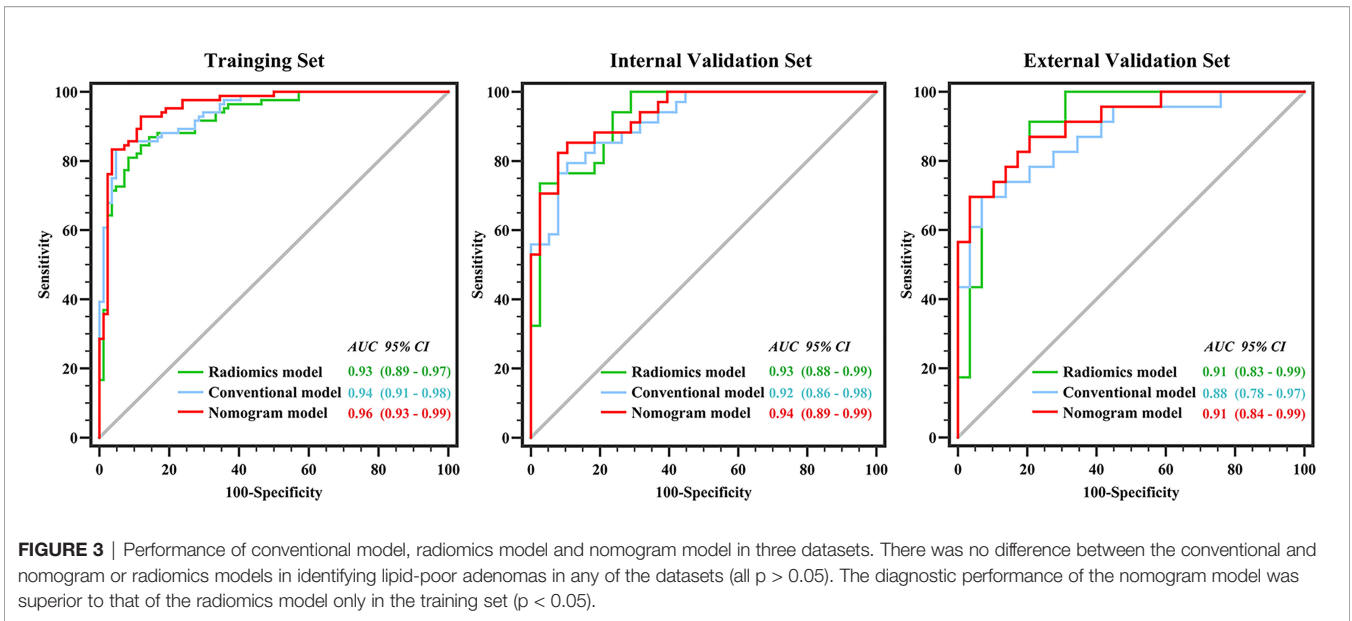 Trainging Set
Sensitivity
100
80
60
40
20
0
AUC 95% CI
Radiomics model 0.93 (0.89 - 0.97)
Conventional model 0.94 (0.91 - 0.98)
Nomogram model 0.96 (0.93 - 0.99)
0 20 40 60 80 100
100-Specificity
Internal Validation Set
Sensitivity
100
80
60
40
20
0
AUC 95% CI
Radiomics model 0.93 (0.88 - 0.99)
Conventional model 0.92 (0.86 - 0.98)
Nomogram model 0.94 (0.89 - 0.99)
0 20 40 60 80 100
100-Specificity
External Validation Set
Sensitivity
100
80
60
40
20
0
AUC 95% CI
Radiomics model 0.91 (0.83 - 0.99)
Conventional model 0.88 (0.78 - 0.97)
Nomogram model 0.91 (0.84 - 0.99)
0 20 40 60 80 100
100-Specificity
FIGURE 3 | Performance of conventional model, radiomics model and nomogram model in three datasets. There was no difference between the conventional and
nomogram or radiomics models in identifying lipid-poor adenomas in any of the datasets (all p > 0.05). The diagnostic performance of the nomogram model was
superior to that of the radiomics model only in the training set (p < 0.05).